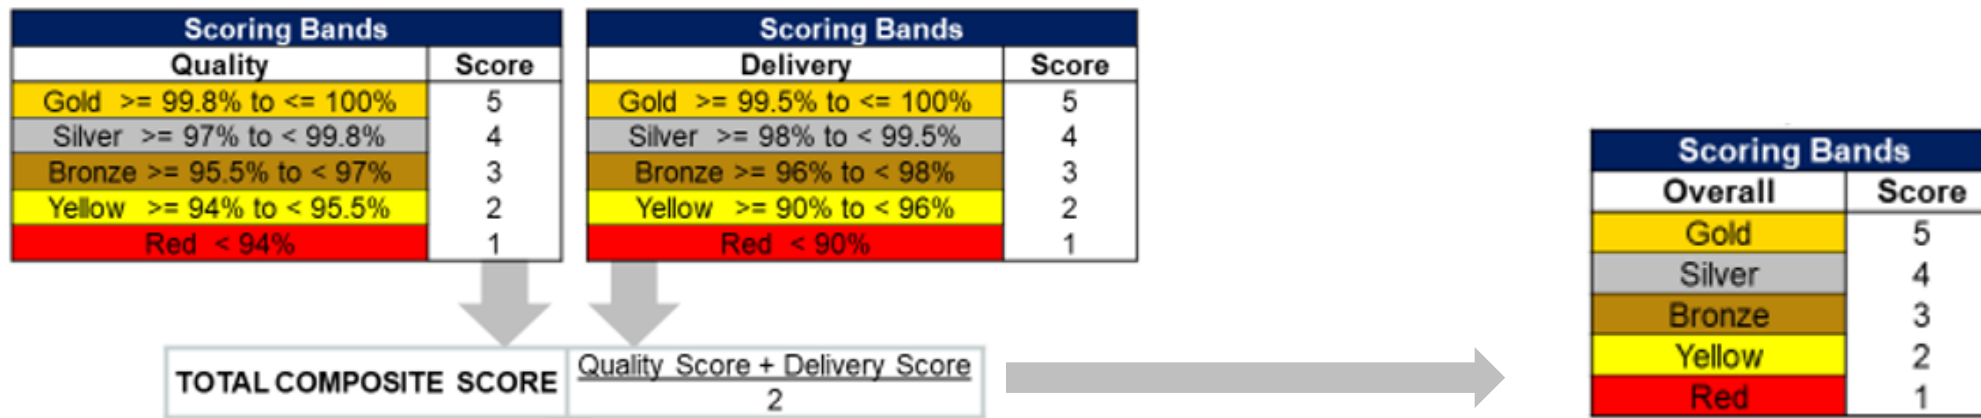 Scoring Bands
Quality Score
Gold >= 99.8% to <= 100% 5
Silver >= 97% to < 99.8% 4
Bronze >= 95.5% to < 97% 3
Yellow >= 94% to < 95.5% 2
Red < 94% 1
Scoring Bands
Delivery Score
Gold >= 99.5% to <= 100% 5
Silver >= 98% to < 99.5% 4
Bronze >= 96% to < 98% 3
Yellow >= 90% to < 96% 2
Red < 90% 1
TOTAL COMPOSITE SCORE
Quality Score + Delivery Score
2
Scoring Bands
Overall Score
Gold 5
Silver 4
Bronze 3
Yellow 2
Red 1